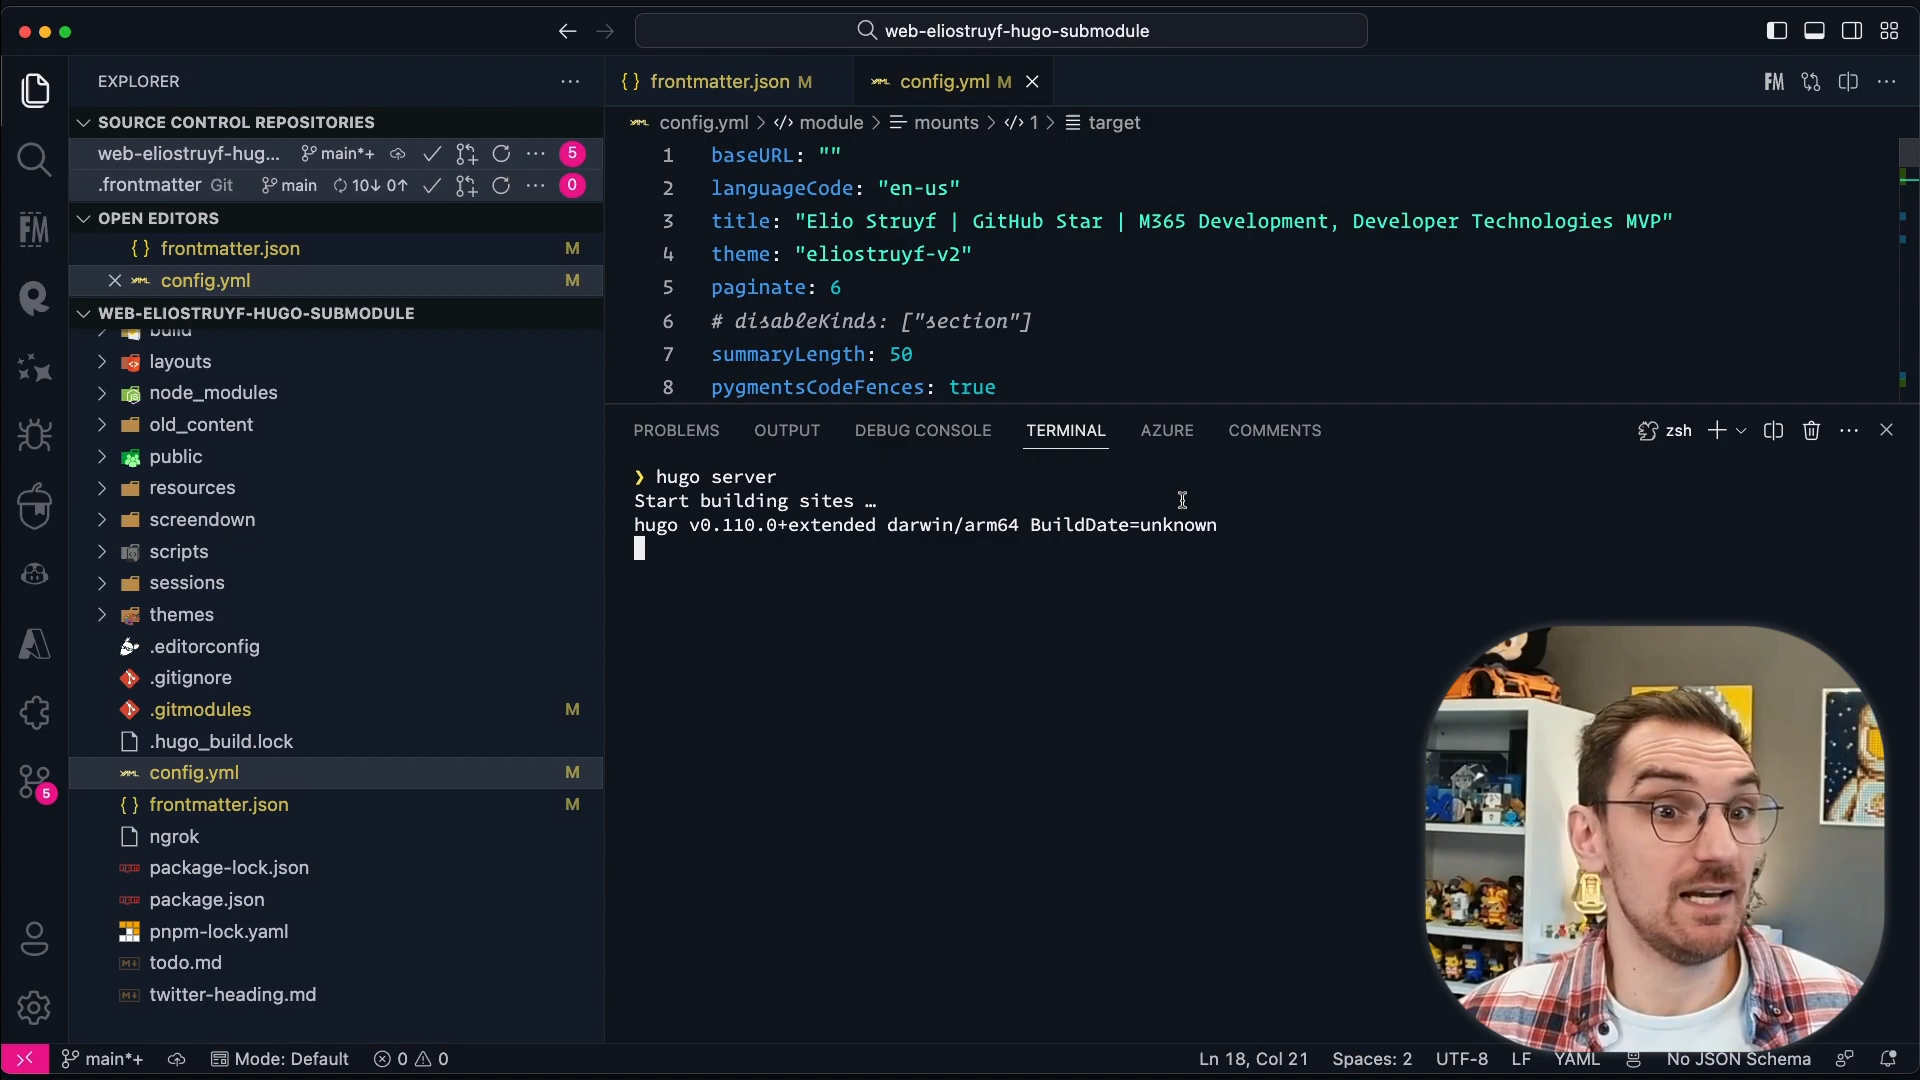 web-eliostruyf-hugo-submodule
EXPLORER
SOURCE CONTROL REPOSITORIES
web-eliostruyf-hug... main*+ 5
.frontmatter Git main 10↓ 0↑ 0
OPEN EDITORS
{} frontmatter.json M
config.yml M
WEB-ELIOSTRUYF-HUGO-SUBMODULE
build
layouts
node_modules
old_content
public
resources
screendown
scripts
sessions
themes
.editorconfig
.gitignore
.gitmodules M
.hugo_build.lock
config.yml M
{} frontmatter.json M
ngrok
package-lock.json
package.json
pnpm-lock.yaml
todo.md
twitter-heading.md
FM
5
{} frontmatter.json M
config.yml M
FM
config.yml > module > mounts > 1 > target
1 baseURL: ""
2 languageCode: "en-us"
3 title: "Elio Struyf | GitHub Star | M365 Development, Developer Technologies MVP"
4 theme: "eliostruyf-v2"
5 paginate: 6
6 # disableKinds: ["section"]
7 summaryLength: 50
8 pygmentsCodeFences: true
PROBLEMS OUTPUT DEBUG CONSOLE TERMINAL AZURE COMMENTS
zsh
❯ hugo server
Start building sites …
hugo v0.110.0+extended darwin/arm64 BuildDate=unknown
main*+ Mode: Default 0 0
Ln 18, Col 21 Spaces: 2 UTF-8 LF YAML No JSON Schema